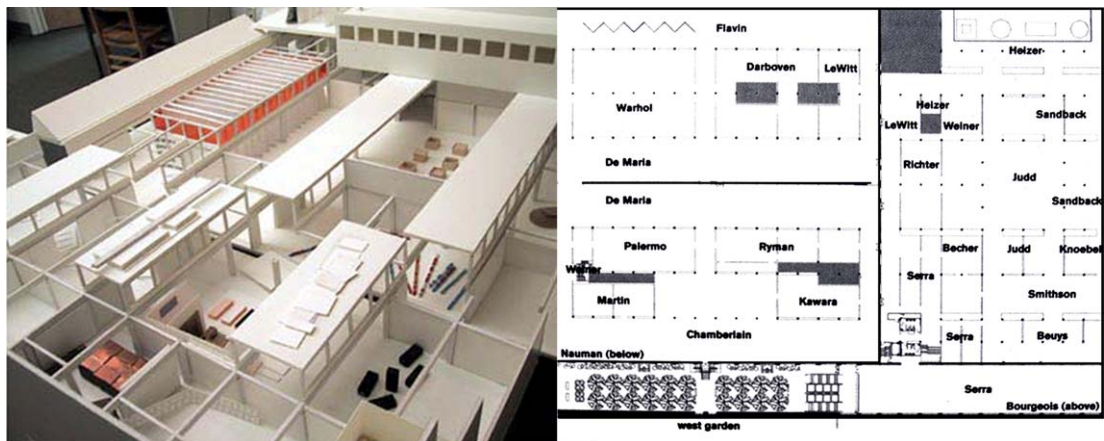 Flavin
Heizer
Darboven
LeWitt
Warhol
Heizer
Sandback
LeWitt
Weiner
De Maria
Richter
Judd
De Maria
Sandback
Palermo
Ryman
Becher
Judd
Knoebel
Weiner
Serra
Martin
Kawara
Smithson
Chamberlain
Serra
Beuys
Nauman (below)
Serra
Bourgeois (above)
west garden